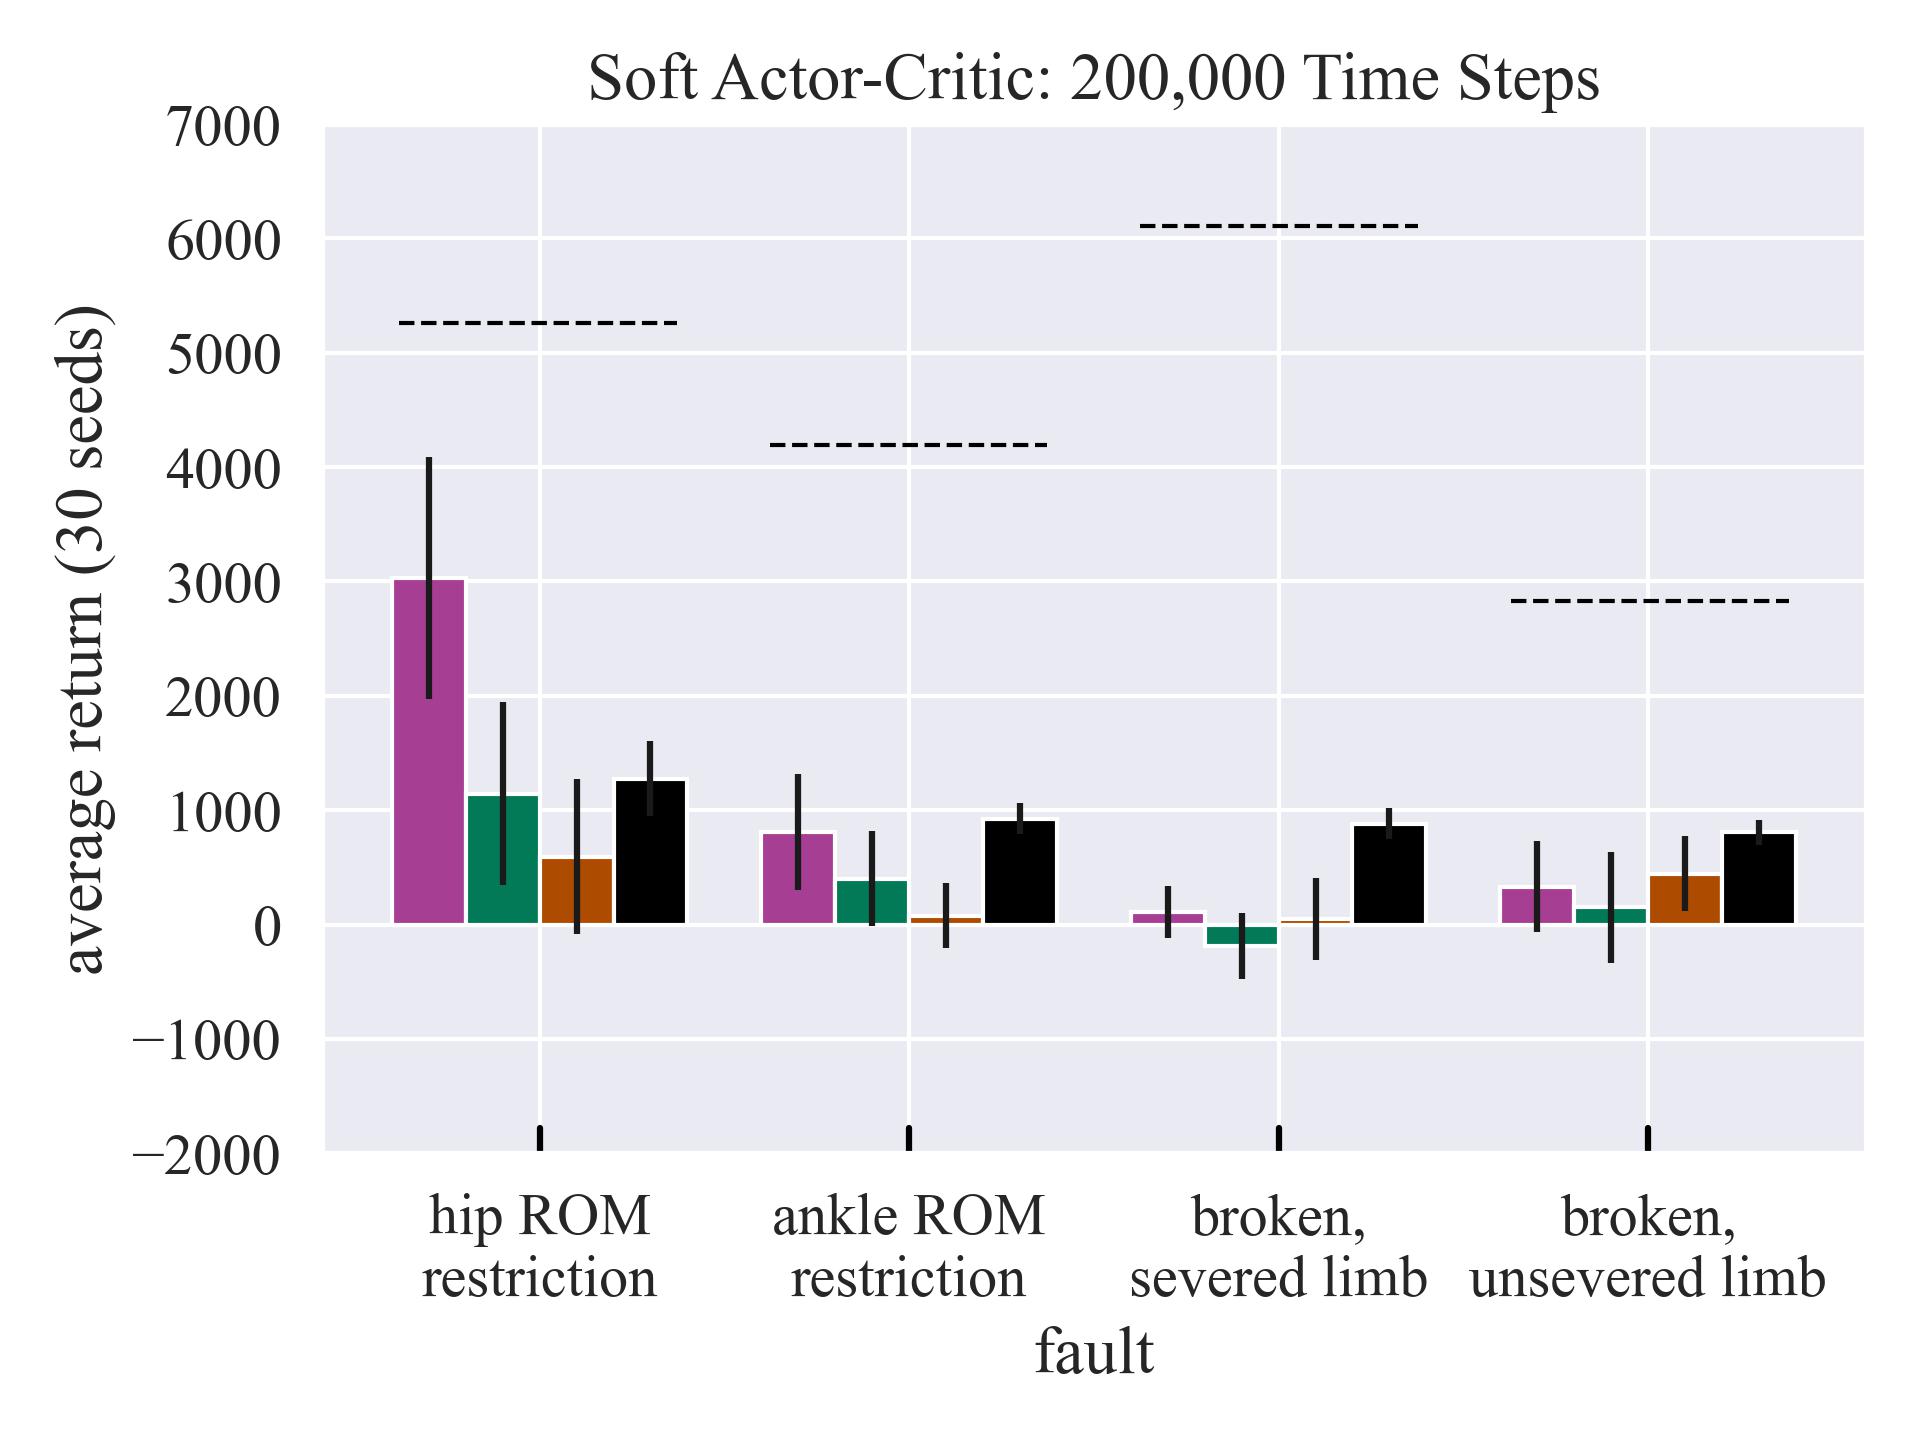 Soft Actor-Critic: 200,000 Time Steps
7000
6000
5000
4000
3000
2000
1000
0
−1000
−2000
average return (30 seeds)
hip ROM
restriction
ankle ROM
restriction
broken,
severed limb
broken,
unsevered limb
fault